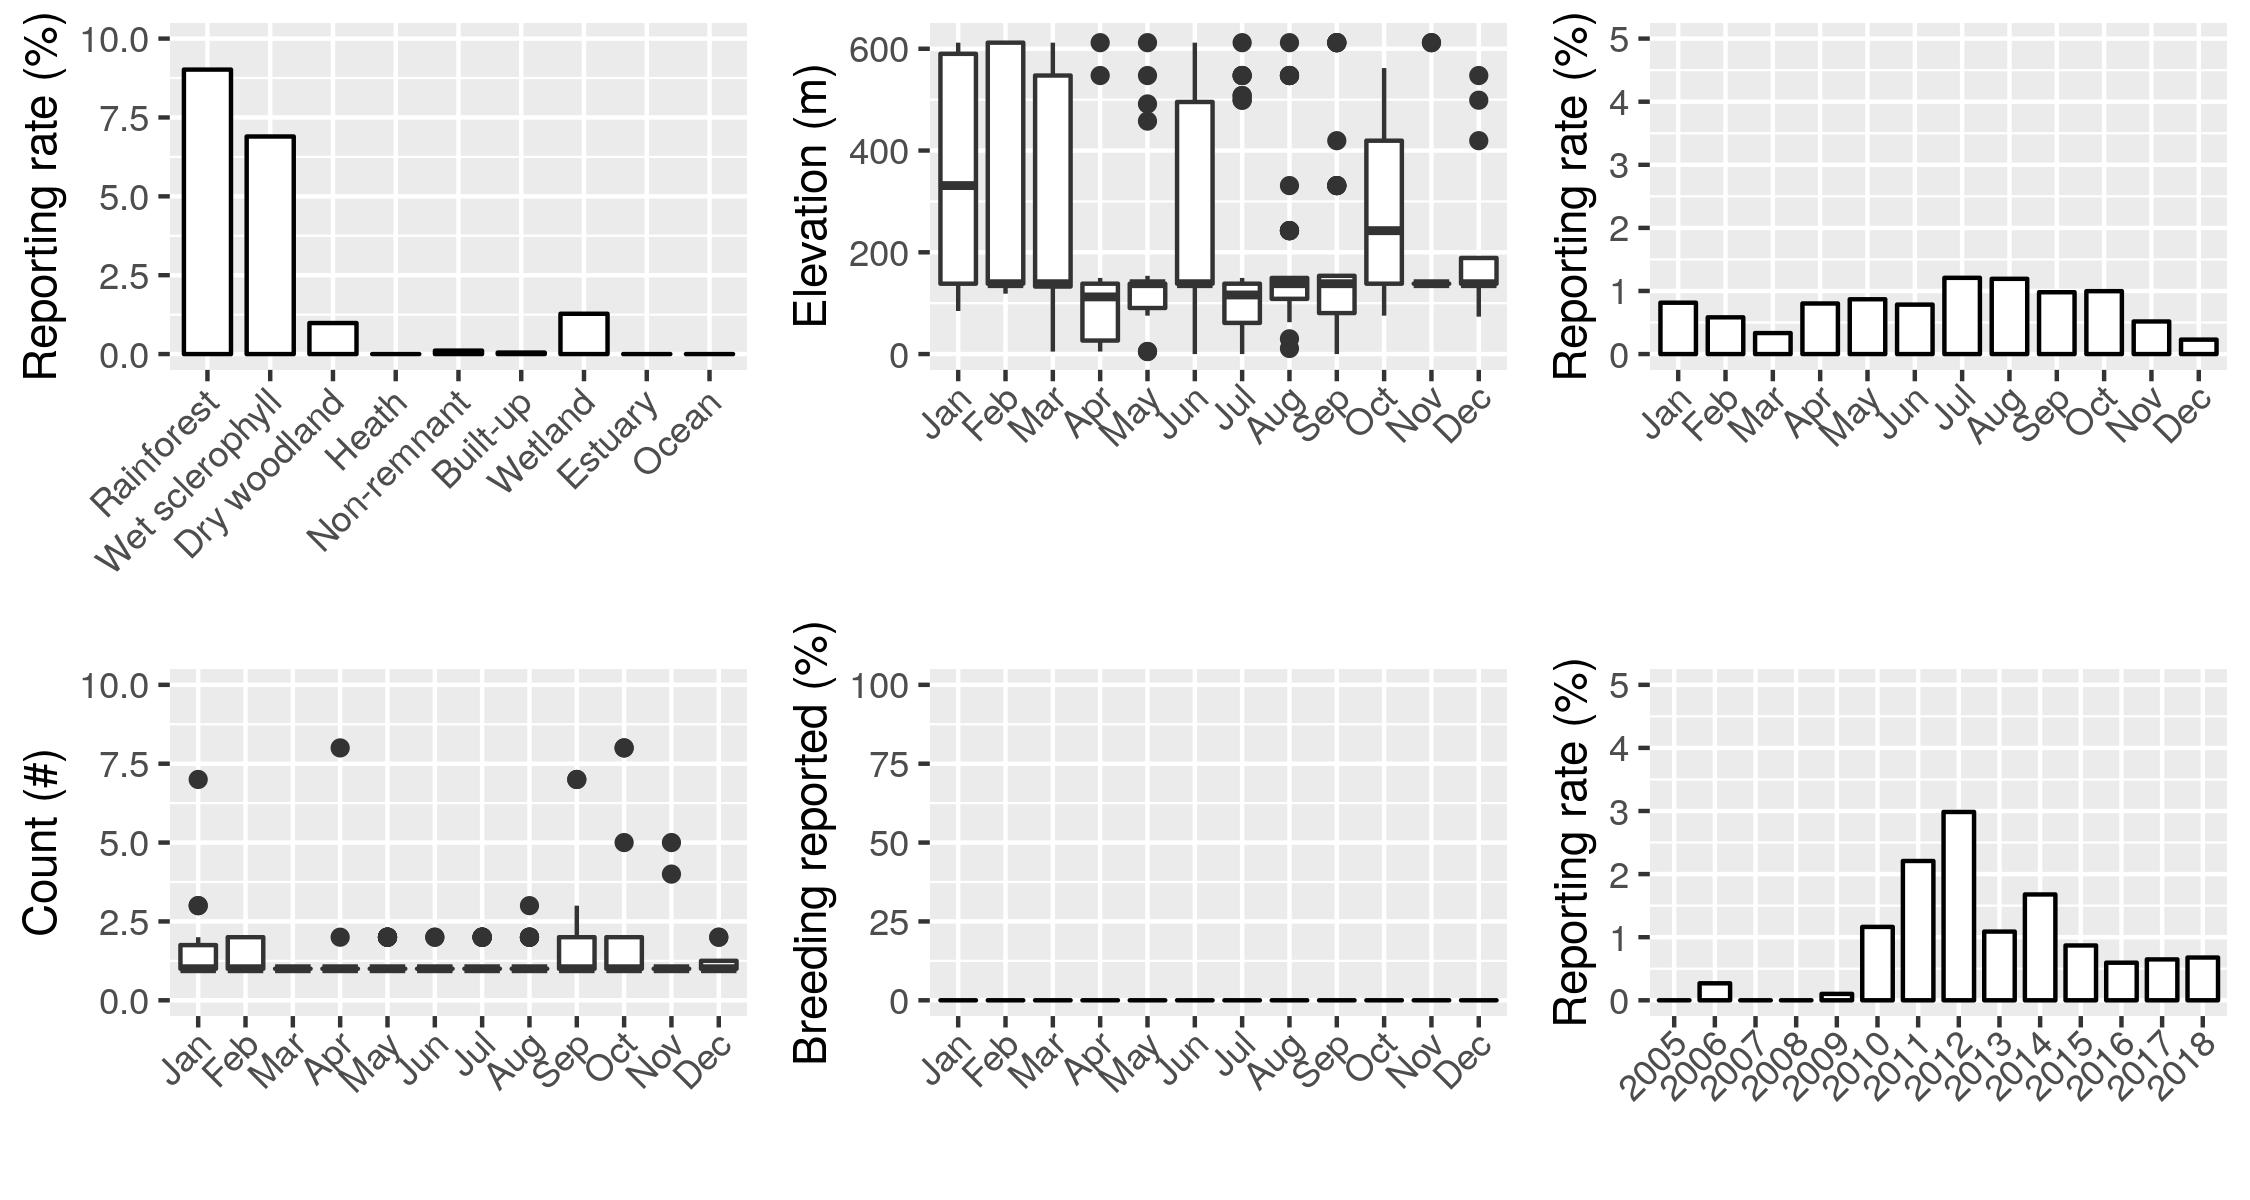 Reporting rate (%)
10.0
7.5
5.0
2.5
0.0
Rainforest
Wet sclerophyll
Dry woodland
Heath
Non-remnant
Built-up
Wetland
Estuary
Ocean
Elevation (m)
600
400
200
0
Jan
Feb
Mar
Apr
May
Jun
Jul
Aug
Sep
Oct
Nov
Dec
Reporting rate (%)
5
4
3
2
1
0
Jan
Feb
Mar
Apr
May
Jun
Jul
Aug
Sep
Oct
Nov
Dec
Count (#)
10.0
7.5
5.0
2.5
0.0
Jan
Feb
Mar
Apr
May
Jun
Jul
Aug
Sep
Oct
Nov
Dec
Breeding reported (%)
100
75
50
25
0
Jan
Feb
Mar
Apr
May
Jun
Jul
Aug
Sep
Oct
Nov
Dec
Reporting rate (%)
5
4
3
2
1
0
2005
2006
2007
2008
2009
2010
2011
2012
2013
2014
2015
2016
2017
2018